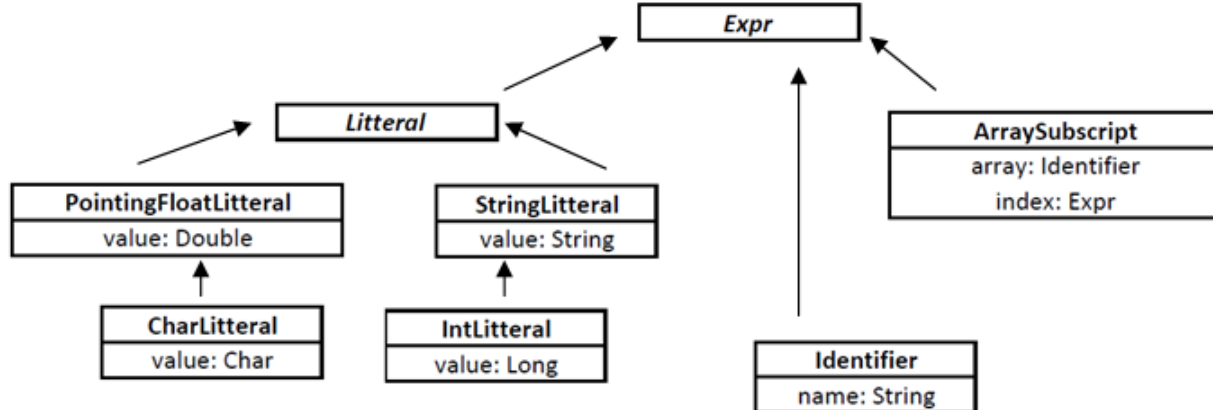 Expr
Litteral
ArraySubscript
array: Identifier
index: Expr
PointingFloatLitteral
value: Double
StringLitteral
value: String
CharLitteral
value: Char
IntLitteral
value: Long
Identifier
name: String